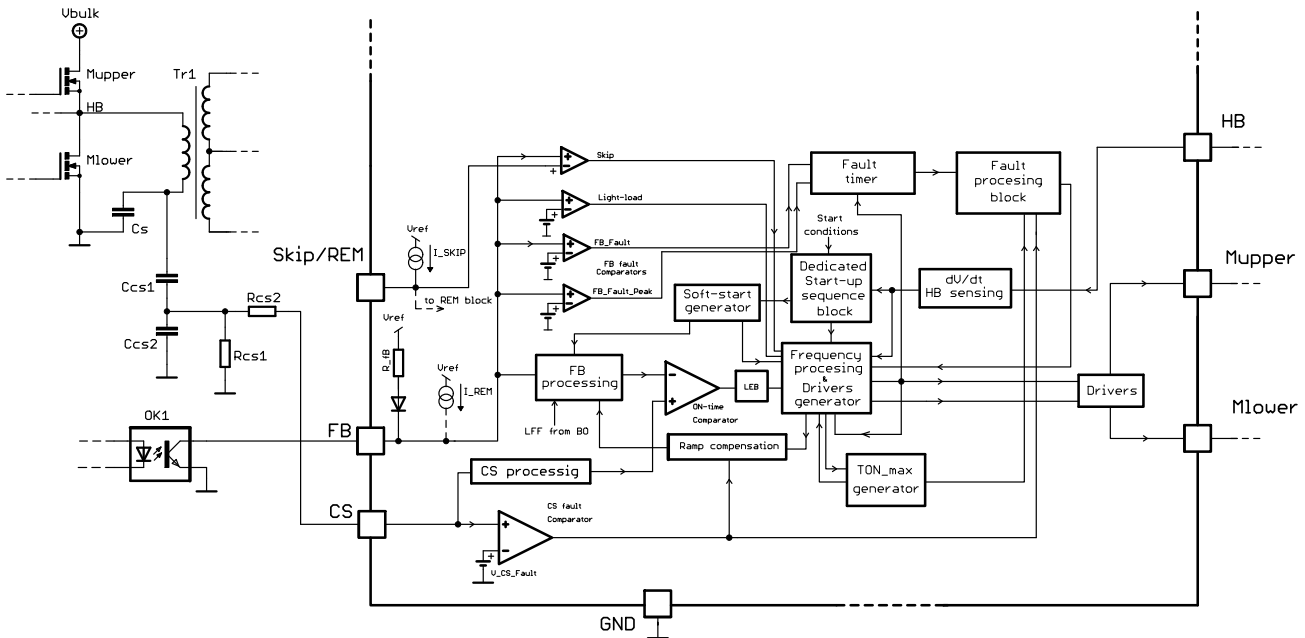 Vbulk
Mupper
Tr1
HB
Mlower
Cs
Ccs1
Rcs2
Ccs2
Rcs1
OK1
Skip/REM
Vref
I_SKIP
to REM block
Vref
R_fB
Vref
I_REM
FB
CS
GND
Skip
Light-load
FB_Fault
FB fault
Comparators
FB_Fault_Peak
Soft-start
generator
FB
processing
LFF from BO
ON-time
Comparator
LEB
Ramp compensation
CS processig
CS fault
Comparator
V_CS_Fault
Fault
timer
Fault
procesing
block
Start
conditions
Dedicated
Start-up
sequence
block
dV/dt
HB sensing
Frequency
procesing
&
Drivers
generator
TON_max
generator
Drivers
HB
Mupper
Mlower